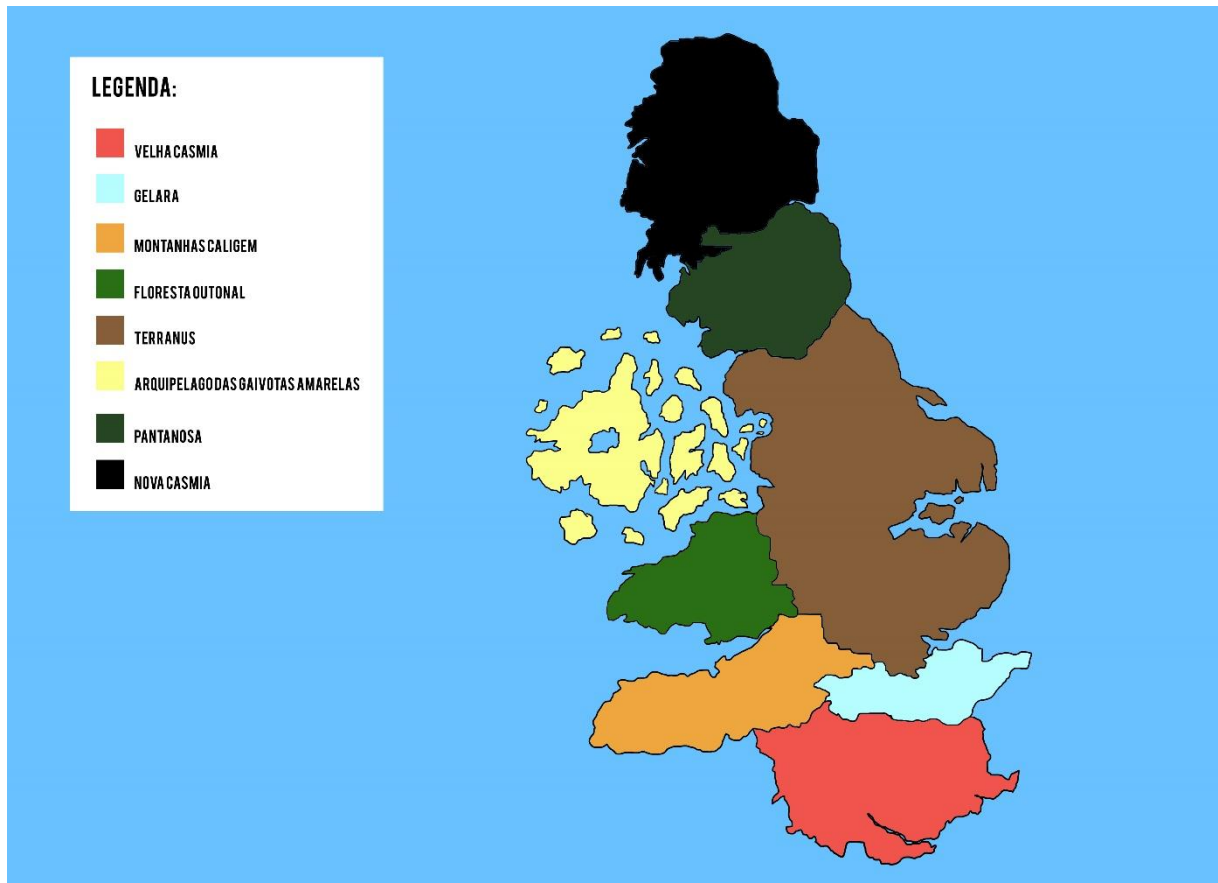 LEGENDA:
VELHA CASMIA
GELARA
MONTANHAS CALIGEM
FLORESTA OUTONAL
TERRANUS
ARQUIPELAGO DAS GAIVOTAS AMARELAS
PANTANOSA
NOVA CASMIA